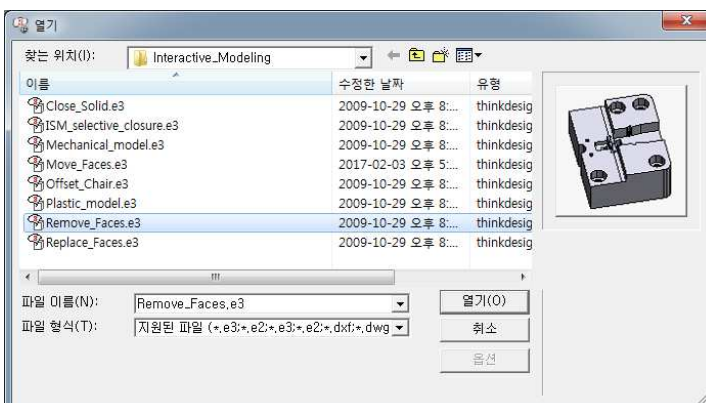 열기
찾는 위치(I): Interactive_Modeling
이름 수정한 날짜 유형
Close_Solid.e3 2009-10-29 오후 8:... thinkdesig
ISM_selective_closure.e3 2009-10-29 오후 8:... thinkdesig
Mechanical_model.e3 2009-10-29 오후 8:... thinkdesig
Move_Faces.e3 2017-02-03 오후 5:... thinkdesig
Offset_Chair.e3 2009-10-29 오후 8:... thinkdesig
Plastic_model.e3 2009-10-29 오후 8:... thinkdesig
Remove_Faces.e3 2009-10-29 오후 8:... thinkdesig
Replace_Faces.e3 2009-10-29 오후 8:... thinkdesig
파일 이름(N): Remove_Faces.e3 열기(O)
파일 형식(T): 지원된 파일 (*.e3;*.e2;*.e3;*.e2;*.dxf;*.dwg 취소
옵션